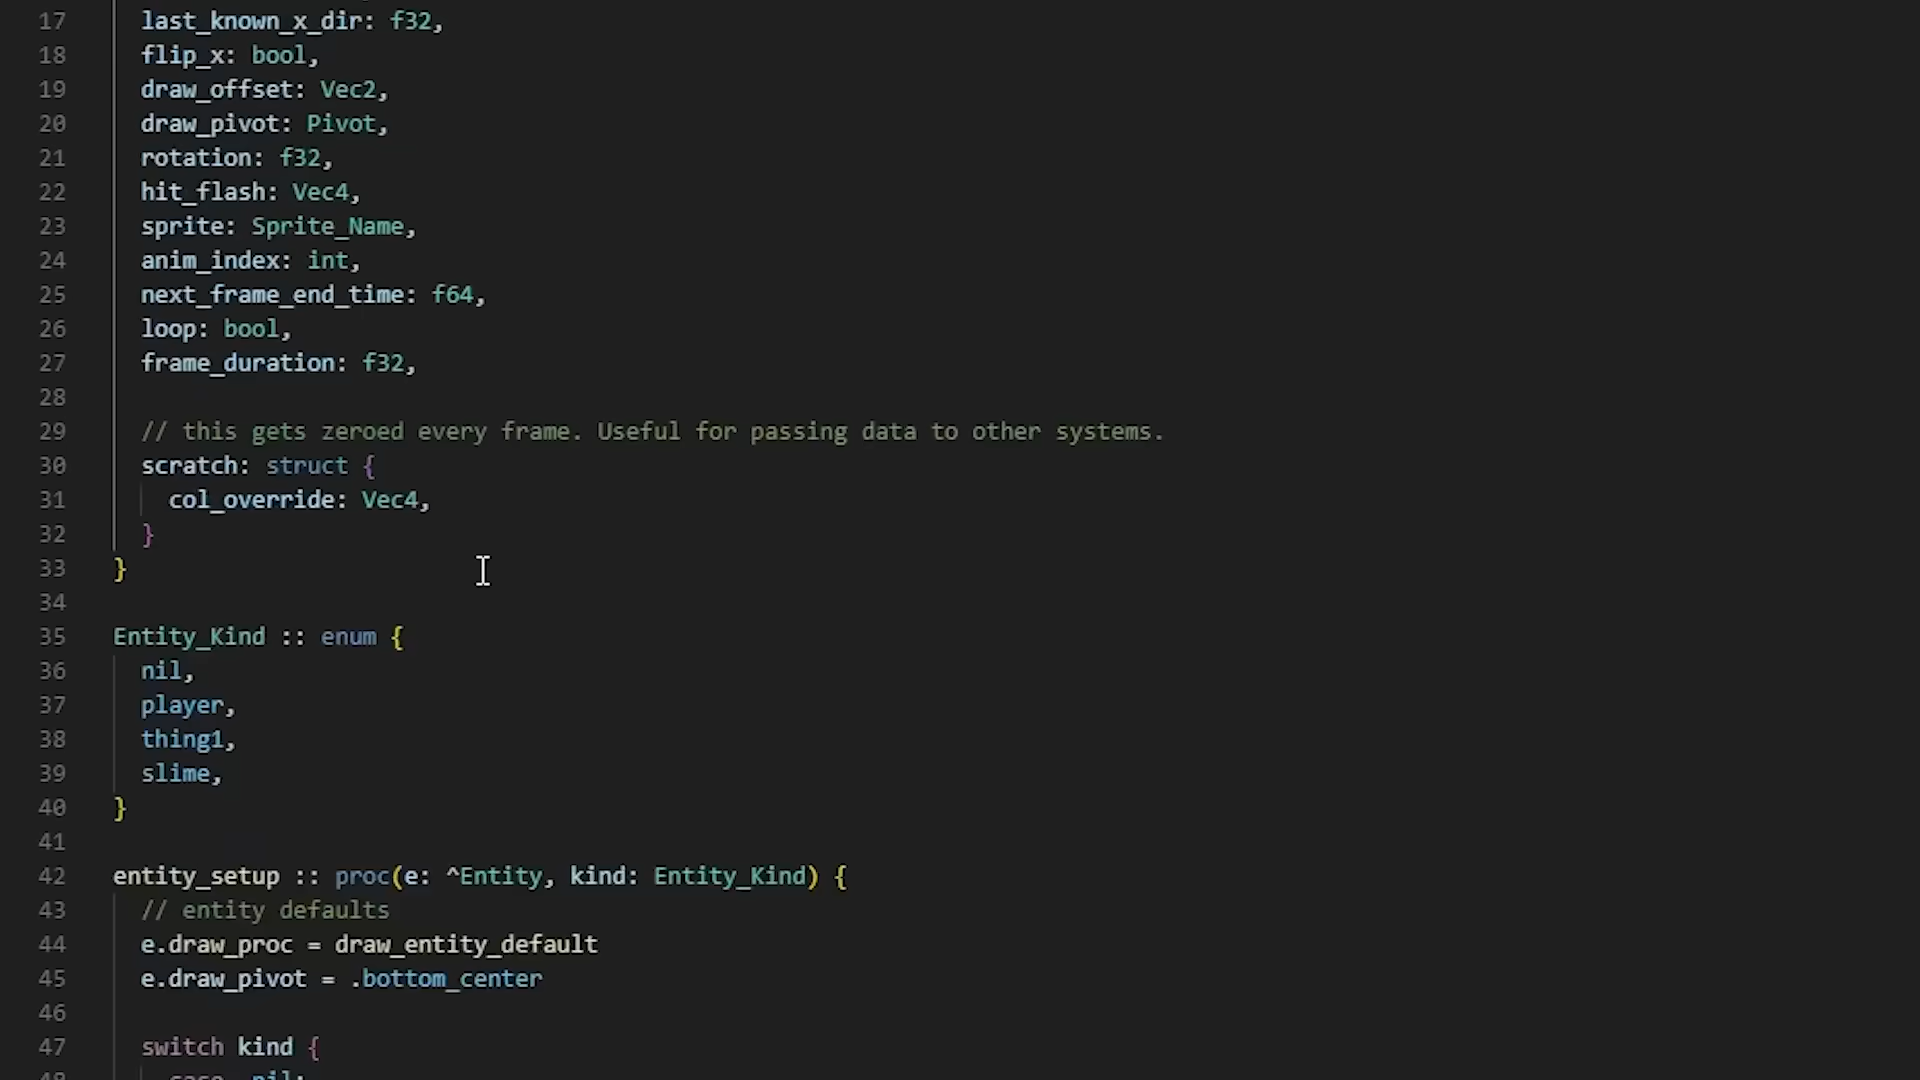 17 last_known_x_dir: f32,
18 flip_x: bool,
19 draw_offset: Vec2,
20 draw_pivot: Pivot,
21 rotation: f32,
22 hit_flash: Vec4,
23 sprite: Sprite_Name,
24 anim_index: int,
25 next_frame_end_time: f64,
26 loop: bool,
27 frame_duration: f32,
28
29 // this gets zeroed every frame. Useful for passing data to other systems.
30 scratch: struct {
31 col_override: Vec4,
32 }
33 }
34
35 Entity_Kind :: enum {
36 nil,
37 player,
38 thing1,
39 slime,
40 }
41
42 entity_setup :: proc(e: ^Entity, kind: Entity_Kind) {
43 // entity defaults
44 e.draw_proc = draw_entity_default
45 e.draw_pivot = .bottom_center
46
47 switch kind {
48 case .nil: